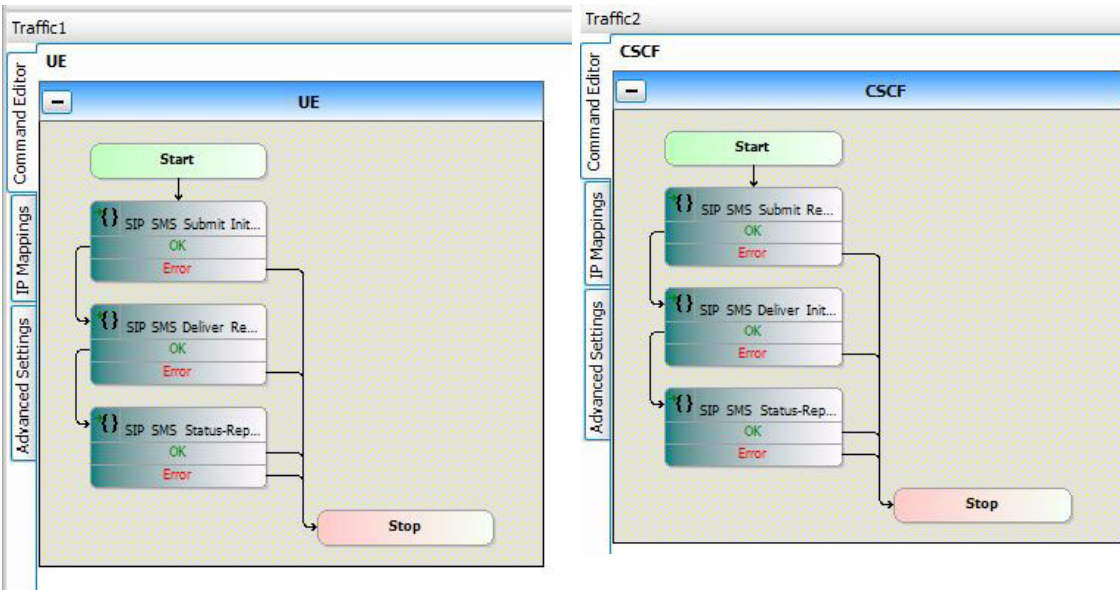 Traffic1
Command Editor
IP Mappings
Advanced Settings
UE
UE
Start
SIP SMS Submit Init...
OK
Error
SIP SMS Deliver Re...
OK
Error
SIP SMS Status-Rep...
OK
Error
Stop
Traffic2
Command Editor
IP Mappings
Advanced Settings
CSCF
CSCF
Start
SIP SMS Submit Re...
OK
Error
SIP SMS Deliver Init...
OK
Error
SIP SMS Status-Rep...
OK
Error
Stop